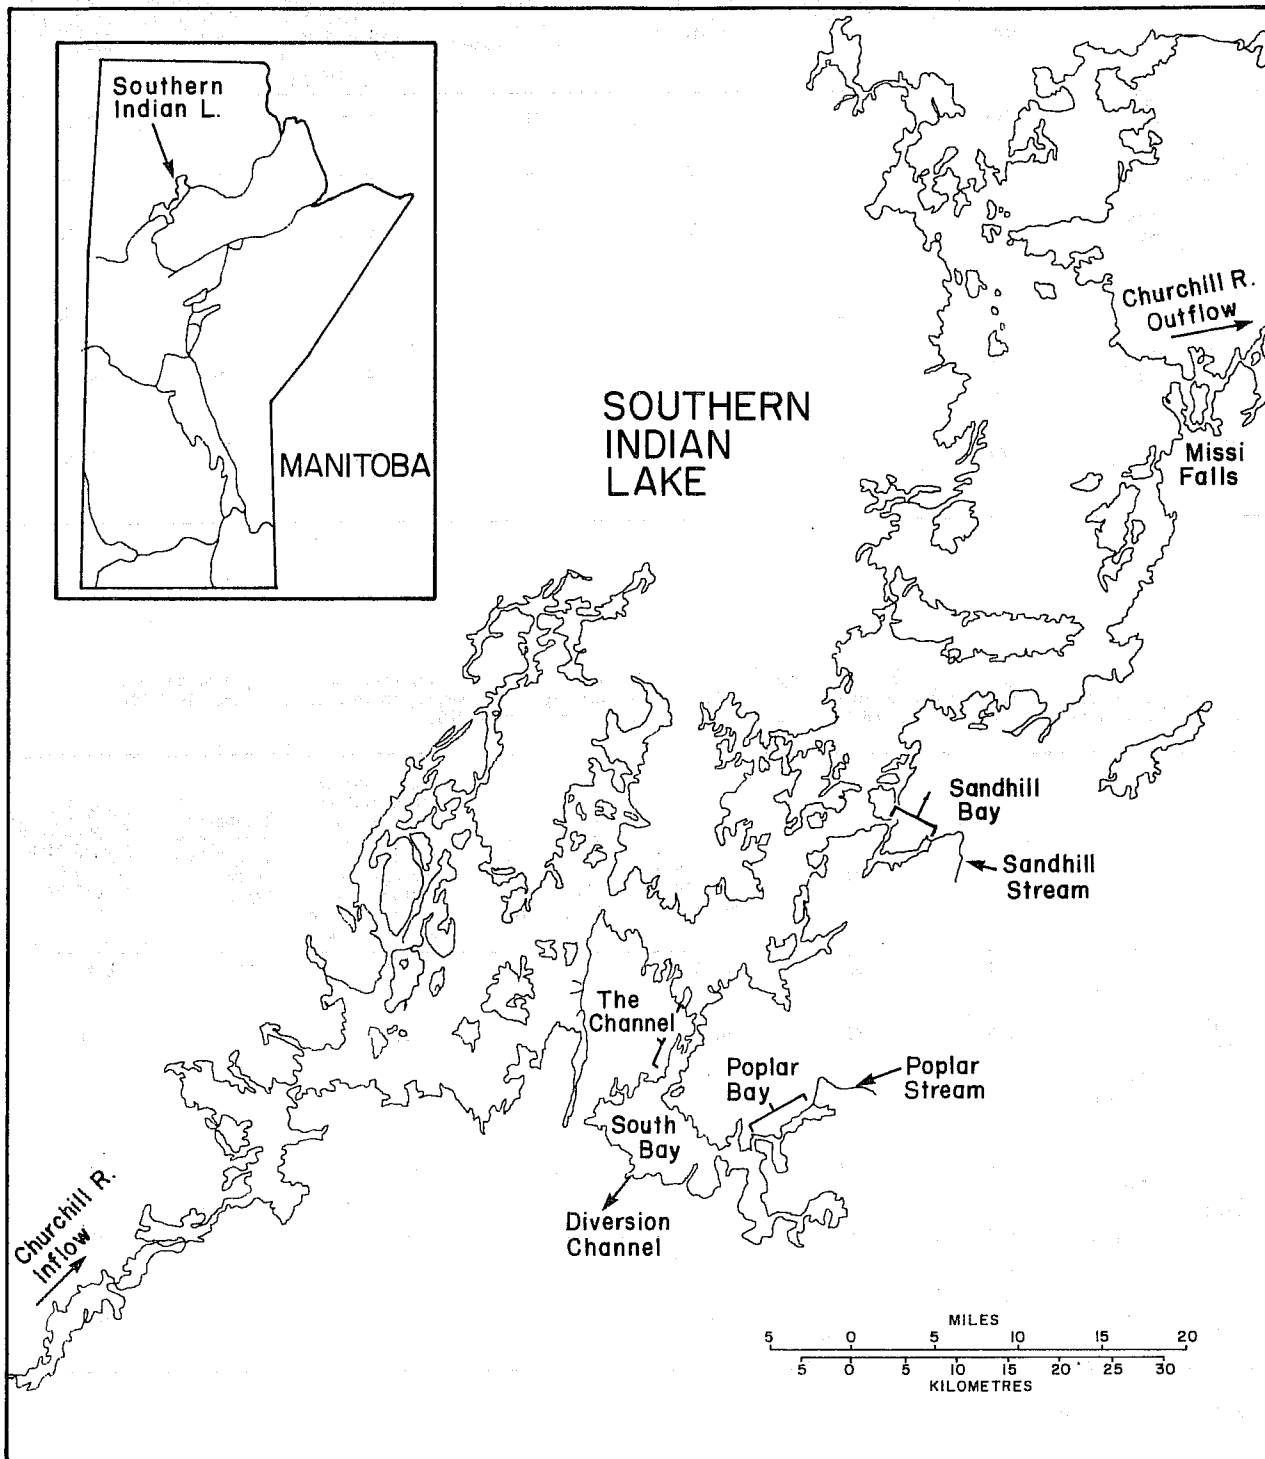 Southern
Indian L.
MANITOBA
SOUTHERN
INDIAN
LAKE
Churchill R.
Outflow
Missi
Falls
Sandhill
Bay
Sandhill
Stream
The
Channel
Poplar
Bay
Poplar
Stream
South
Bay
Diversion
Channel
Churchill R.
Inflow
MILES
5 0 5 10 15 20
5 0 5 10 15 20 25 30
KILOMETRES